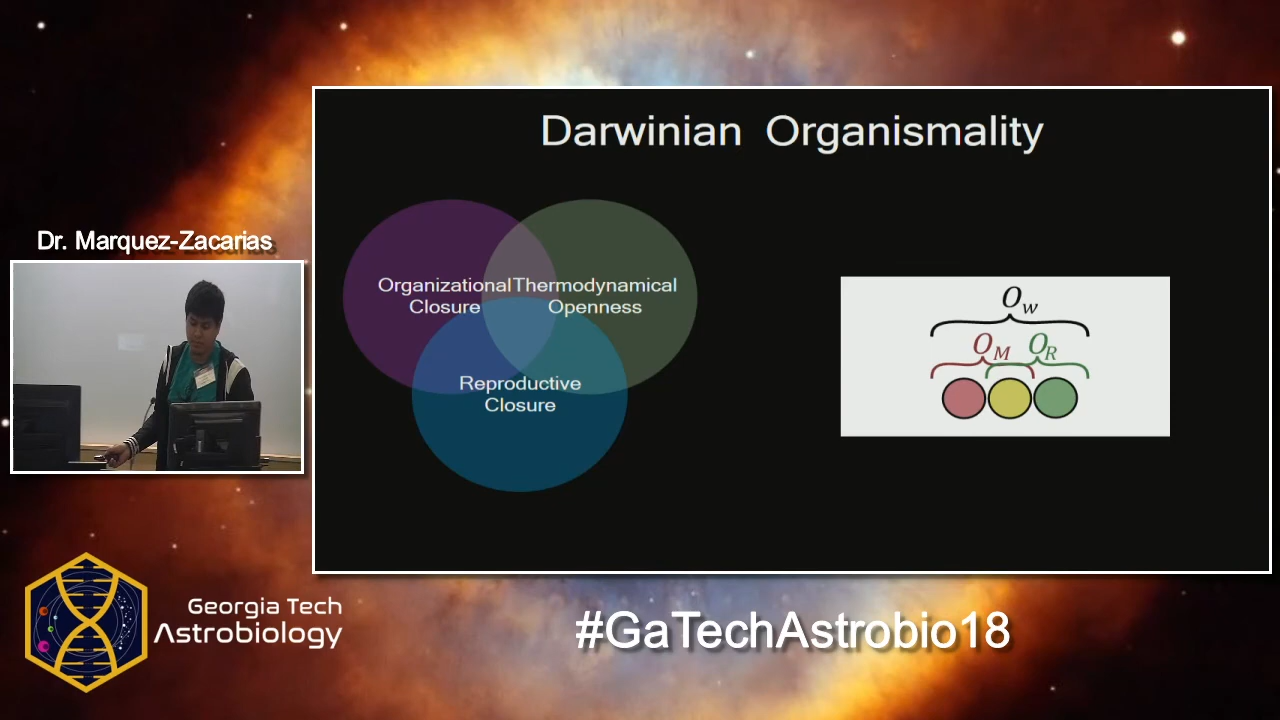 Darwinian Organismality
Dr. Marquez-Zacarias
Organizational
Closure
Thermodynamical
Openness
Reproductive
Closure
O_w
O_M O_R
Georgia Tech
Astrobiology
#GaTechAstrobio18